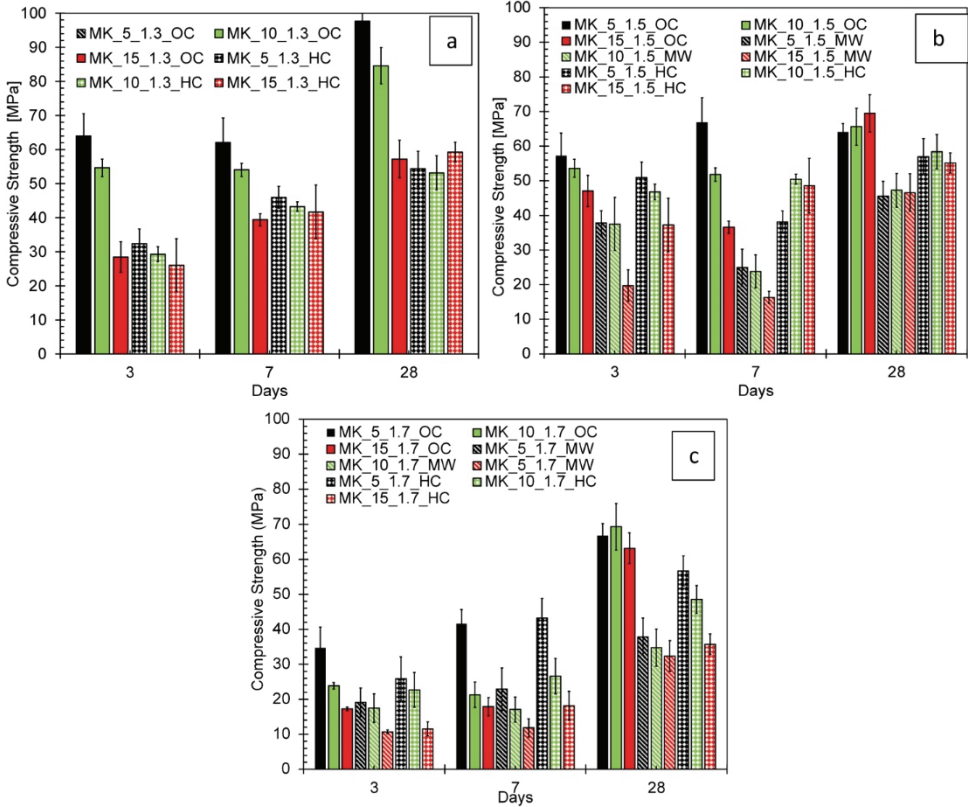 a
MK_5_1.3_OC MK_10_1.3_OC
MK_15_1.3_OC MK_5_1.3_HC
MK_10_1.3_HC MK_15_1.3_HC
Compressive Strength [MPa]
100
90
80
70
60
50
40
30
20
10
0
3 7 28
Days
b
MK_5_1.5_OC MK_10_1.5_OC
MK_15_1.5_OC MK_5_1.5_MW
MK_10_1.5_MW MK_15_1.5_MW
MK_5_1.5_HC MK_10_1.5_HC
MK_15_1.5_HC
Compressive Strength [MPa]
100
90
80
70
60
50
40
30
20
10
0
3 7 28
Days
c
MK_5_1.7_OC MK_10_1.7_OC
MK_15_1.7_OC MK_5_1.7_MW
MK_10_1.7_MW MK_5_1.7_MW
MK_5_1.7_HC MK_10_1.7_HC
MK_15_1.7_HC
Compressive Strength (MPa)
100
90
80
70
60
50
40
30
20
10
0
3 7 28
Days